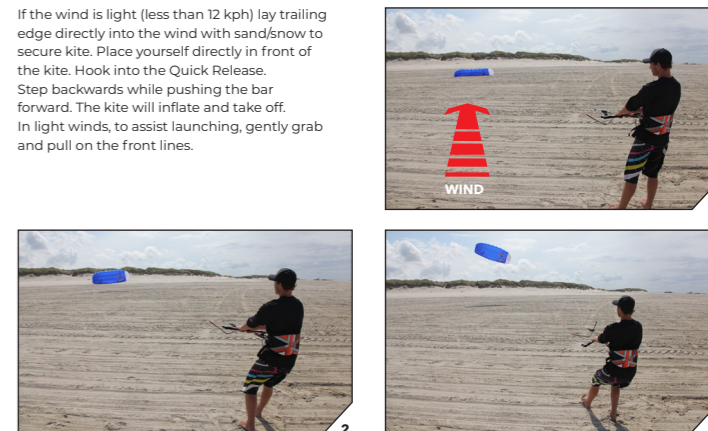 If the wind is light (less than 12 kph) lay trailing
edge directly into the wind with sand/snow to
secure kite. Place yourself directly in front of
the kite. Hook into the Quick Release.
Step backwards while pushing the bar
forward. The kite will inflate and take off.
In light winds, to assist launching, gently grab
and pull on the front lines.
WIND
2